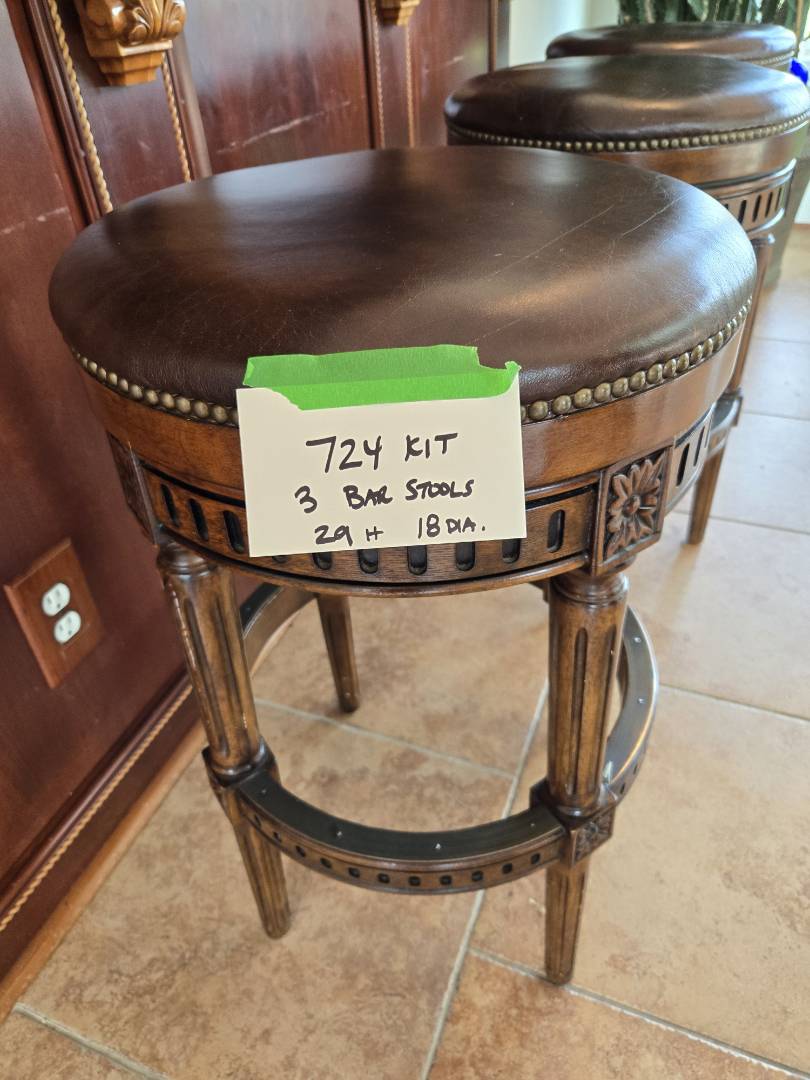 724 KIT
3 BAR STOOLS
29 H 18 DIA.